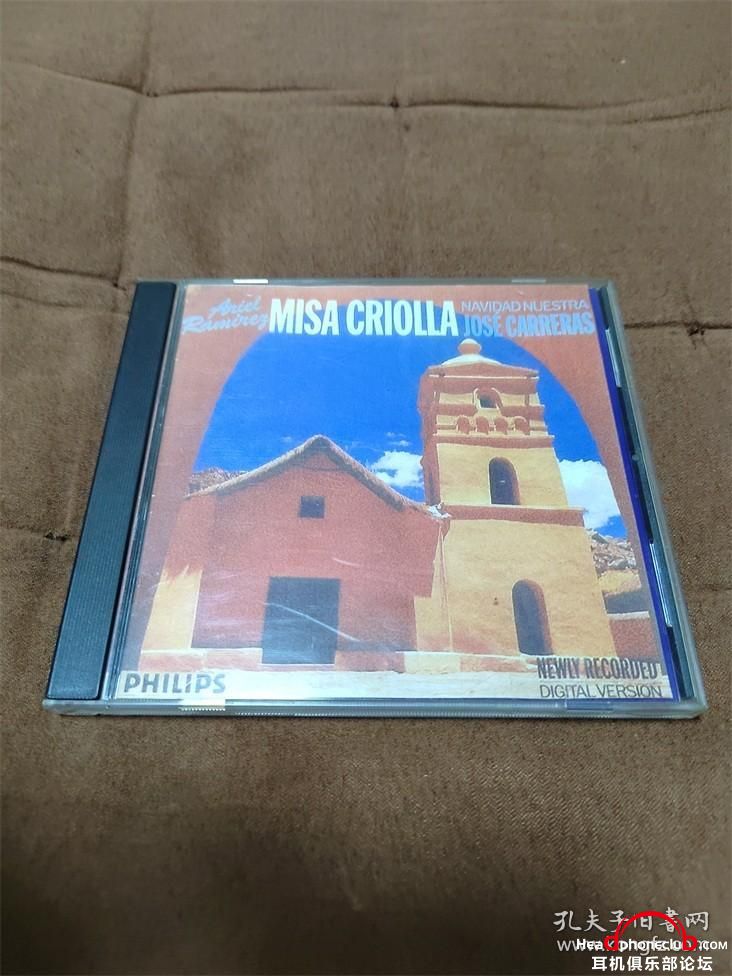 Ariel
Ramirez
MISA CRIOLLA
NAVIDAD NUESTRA
JOSÉ CARRERAS
PHILIPS
NEWLY RECORDED
DIGITAL VERSION
孔夫子旧书网
耳机俱乐部论坛